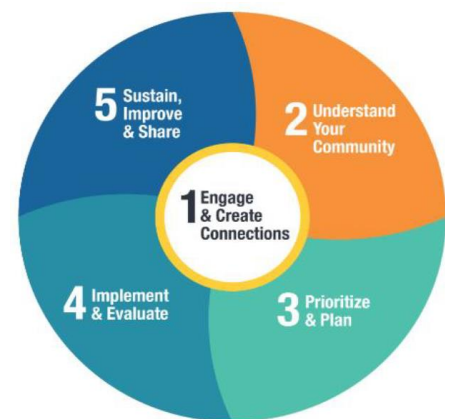 1 Engage
& Create
Connections
2 Understand
Your
Community
3 Prioritize
& Plan
4 Implement
& Evaluate
5 Sustain,
Improve
& Share